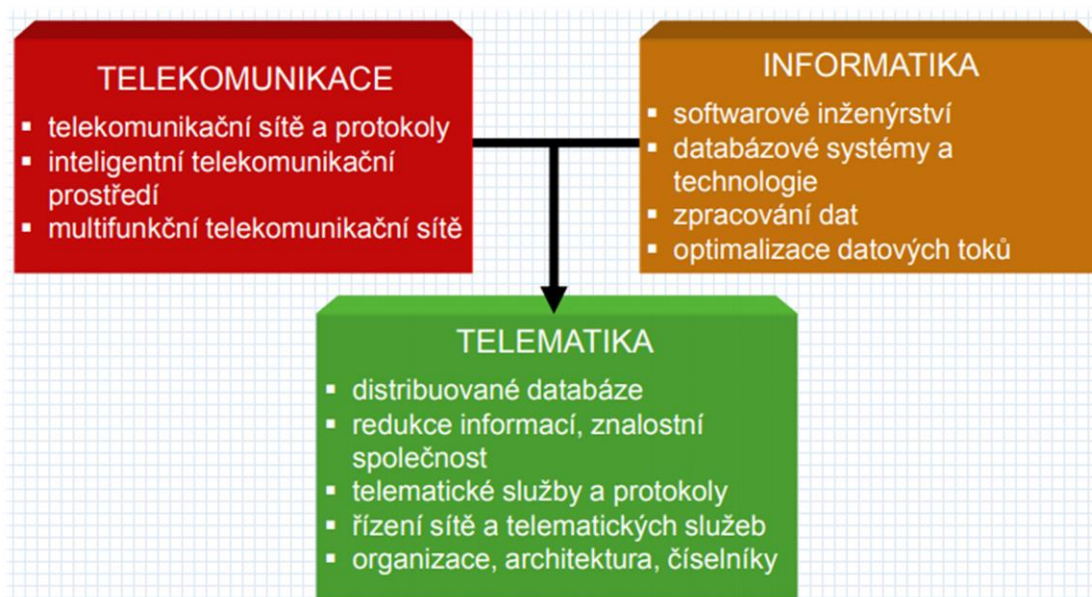 TELEKOMUNIKACE
▪ telekomunikační sítě a protokoly
▪ inteligentní telekomunikační
prostředí
▪ multifunkční telekomunikační sítě
INFORMATIKA
▪ softwarové inženýrství
▪ databázové systémy a
technologie
▪ zpracování dat
▪ optimalizace datových toků
TELEMATIKA
▪ distribuované databáze
▪ redukce informací, znalostní
společnost
▪ telematické služby a protokoly
▪ řízení sítě a telematických služeb
▪ organizace, architektura, číselníky